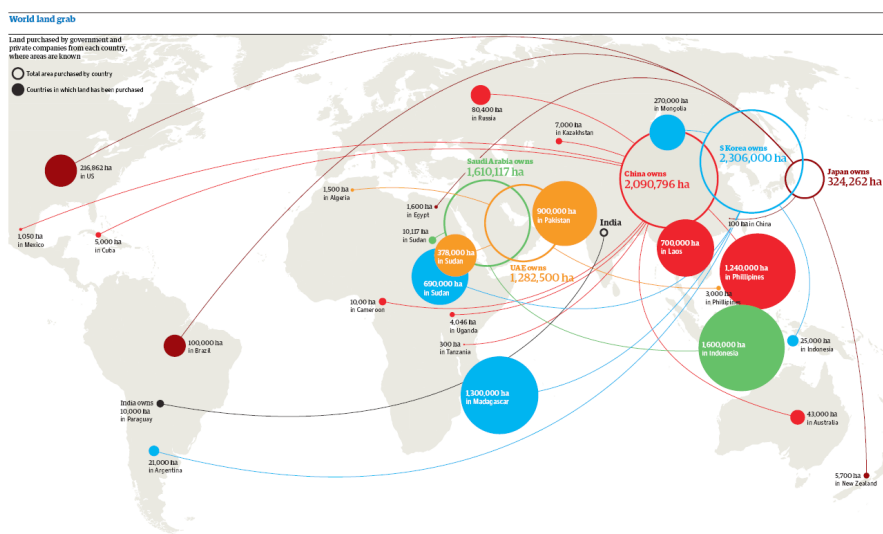 World land grab
Land purchased by government and
private companies from each country,
where areas are known
Total area purchased by country
Countries in which land has been purchased
216,862 ha
in US
1,050 ha
in Mexico
5,000 ha
in Cuba
100,000 ha
in Brazil
India owns
10,000 ha
in Paraguay
21,000 ha
in Argentina
80,400 ha
in Russia
7,000 ha
in Kazakhstan
270,000 ha
in Mongolia
S Korea owns
2,306,000 ha
Saudi Arabia owns
1,610,117 ha
China owns
2,090,796 ha
Japan owns
324,262 ha
1,500 ha
in Algeria
1,600 ha
in Egypt
900,000 ha
in Pakistan
India
100 ha in China
10,117 ha
in Sudan
378,000 ha
in Sudan
UAE owns
1,282,500 ha
700,000 ha
in Laos
1,240,000 ha
in Phillipines
690,000 ha
in Sudan
3,000 ha
in Phillipines
10,00 ha
in Cameroon
4,046 ha
in Uganda
300 ha
in Tanzania
1,600,000 ha
in Indonesia
25,000 ha
in Indonesia
1,300,000 ha
in Madagascar
43,000 ha
in Australia
5,700 ha
in New Zealand